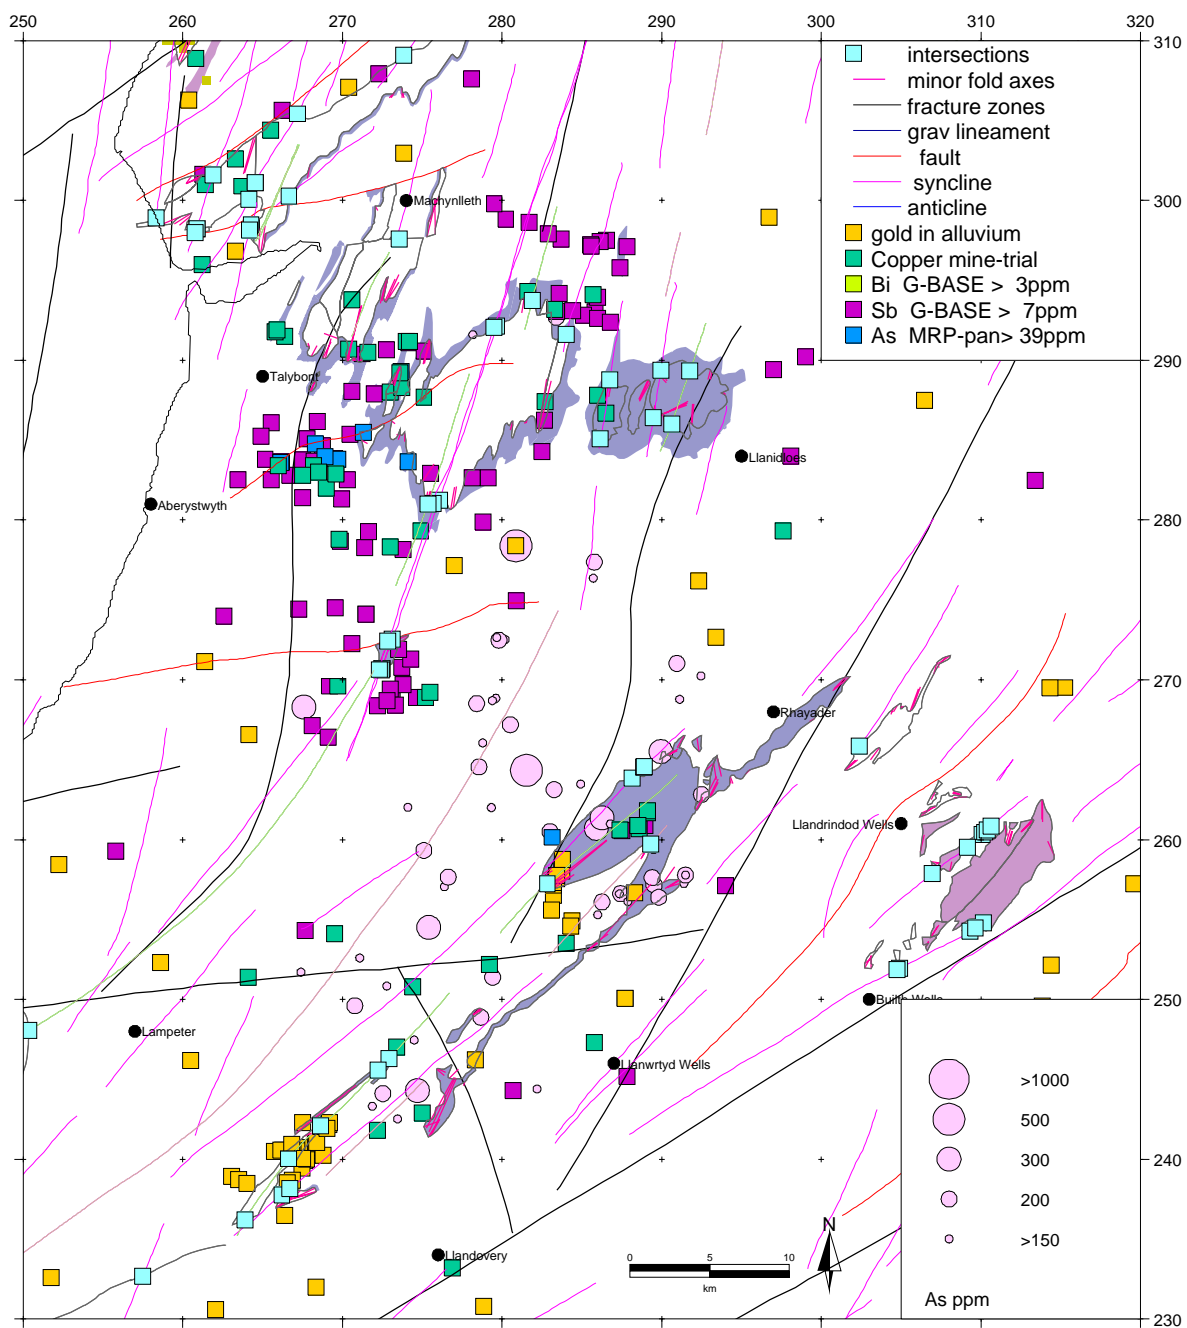 250 260 270 280 290 300 310 320
310
intersections
minor fold axes
fracture zones
grav lineament
fault
syncline
anticline
gold in alluvium
Copper mine-trial
Bi G-BASE > 3ppm
Sb G-BASE > 7ppm
As MRP-pan> 39ppm
300
Machynlleth
290
Talybont
Llanidloes
Aberystwyth
280
270
Rhayader
Llandrindod Wells
260
250
Builth Wells
Lampeter
Llanwrtyd Wells
>1000
500
300
200
>150
As ppm
240
N
Llandovery
0 5 10
km
230